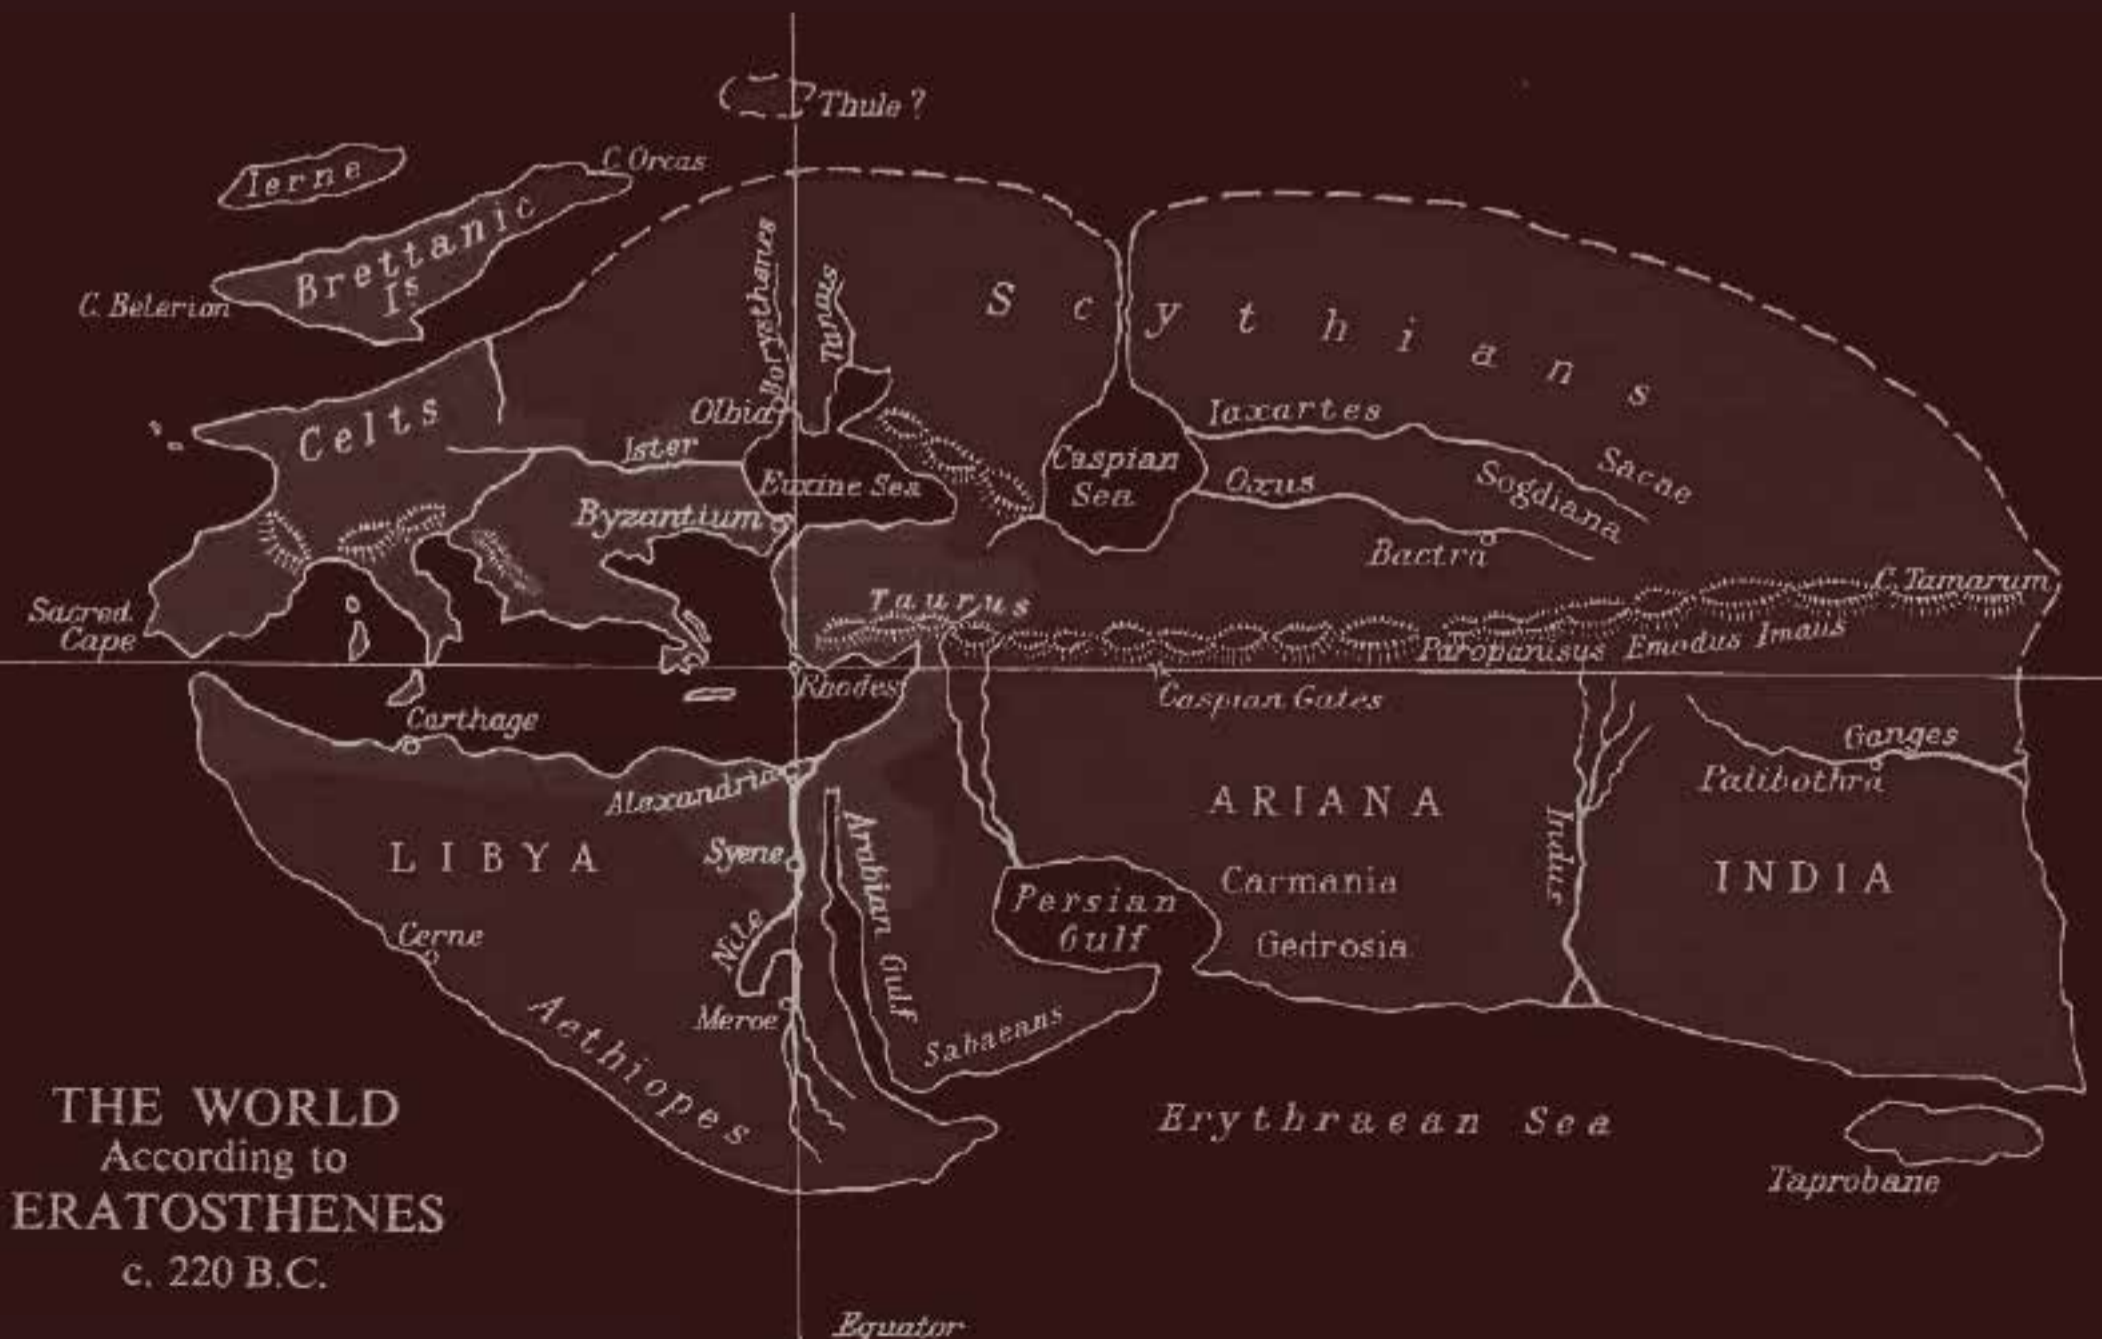 Thule ?
C. Orcas
Ierne
Brettanic
Is
C. Belerion
Borysthenes
Tanais
Scythians
Celts
Olbia
Ister
Euxine Sea
Byzantium
Caspian
Sea
Iaxartes
Oxus
Sogdiana
Sacae
Bactra
Sacred
Cape
Taurus
C. Tamarum
Paropanisus
Emodus Imaus
Rhodes
Caspian Gates
Carthage
Alexandria
Ganges
Palibothra
ARIANA
LIBYA
Syene
Arabian Gulf
Indus
INDIA
Carmania
Persian
Gulf
Gedrosia
Cerne
Nile
Meroe
Aethiopes
Sabaeans
Erythraean Sea
Taprobane
THE WORLD
According to
ERATOSTHENES
c. 220 B.C.
Equator